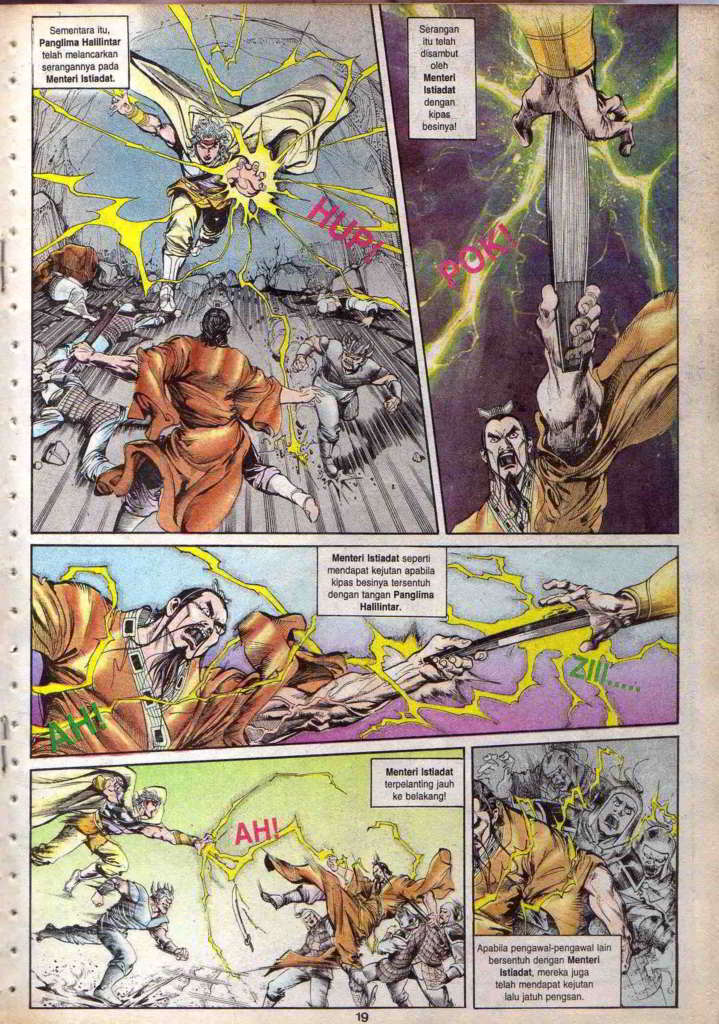 Sementara itu,
Panglima Halilintar
telah melancarkan
serangannya pada
Menteri Istiadat.
HUP!
Serangan
itu telah
disambut
oleh
Menteri
Istiadat
dengan
kipas
besinya!
POK!
Menteri Istiadat seperti
mendapat kejutan apabila
kipas besinya tersentuh
dengan tangan Panglima
Halilintar.
AH!
ZIII.....
Menteri Istiadat
terpelanting jauh
ke belakang!
AH!
Apabila pengawal-pengawal lain
bersentuh dengan Menteri
Istiadat, mereka juga
telah mendapat kejutan
lalu jatuh pengsan.
19